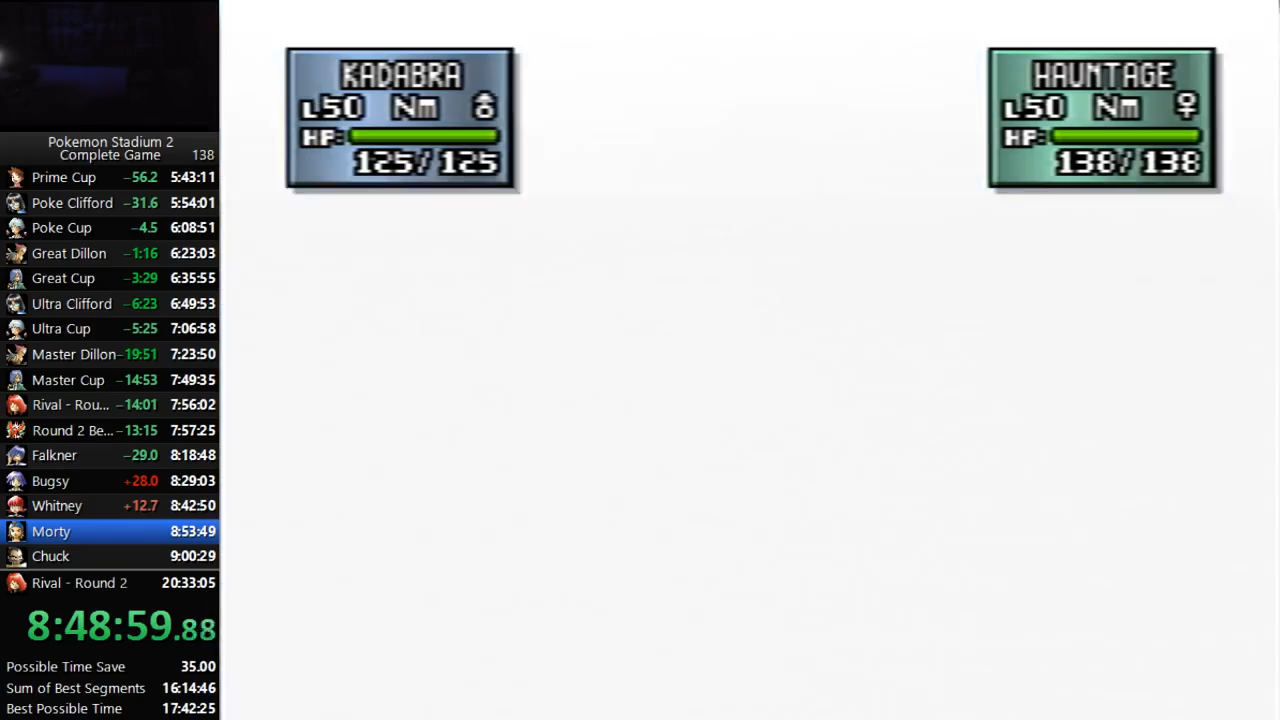 Pokemon Stadium 2
Complete Game 138
Prime Cup −56.2 5:43:11
Poke Clifford −31.6 5:54:01
Poke Cup −4.5 6:08:51
Great Dillon −1:16 6:23:03
Great Cup −3:29 6:35:55
Ultra Clifford −6:23 6:49:53
Ultra Cup −5:25 7:06:58
Master Dillon −19:51 7:23:50
Master Cup −14:53 7:49:35
Rival - Rou... −14:01 7:56:02
Round 2 Be... −13:15 7:57:25
Falkner −29.0 8:18:48
Bugsy +28.0 8:29:03
Whitney +12.7 8:42:50
Morty 8:53:49
Chuck 9:00:29
Rival - Round 2 20:33:05
8:48:59.88
Possible Time Save 35.00
Sum of Best Segments 16:14:46
Best Possible Time 17:42:25
KADABRA
L50 Nm ♂
HP:
125/125
HAUNTAGE
L50 Nm ♀
HP:
138/138